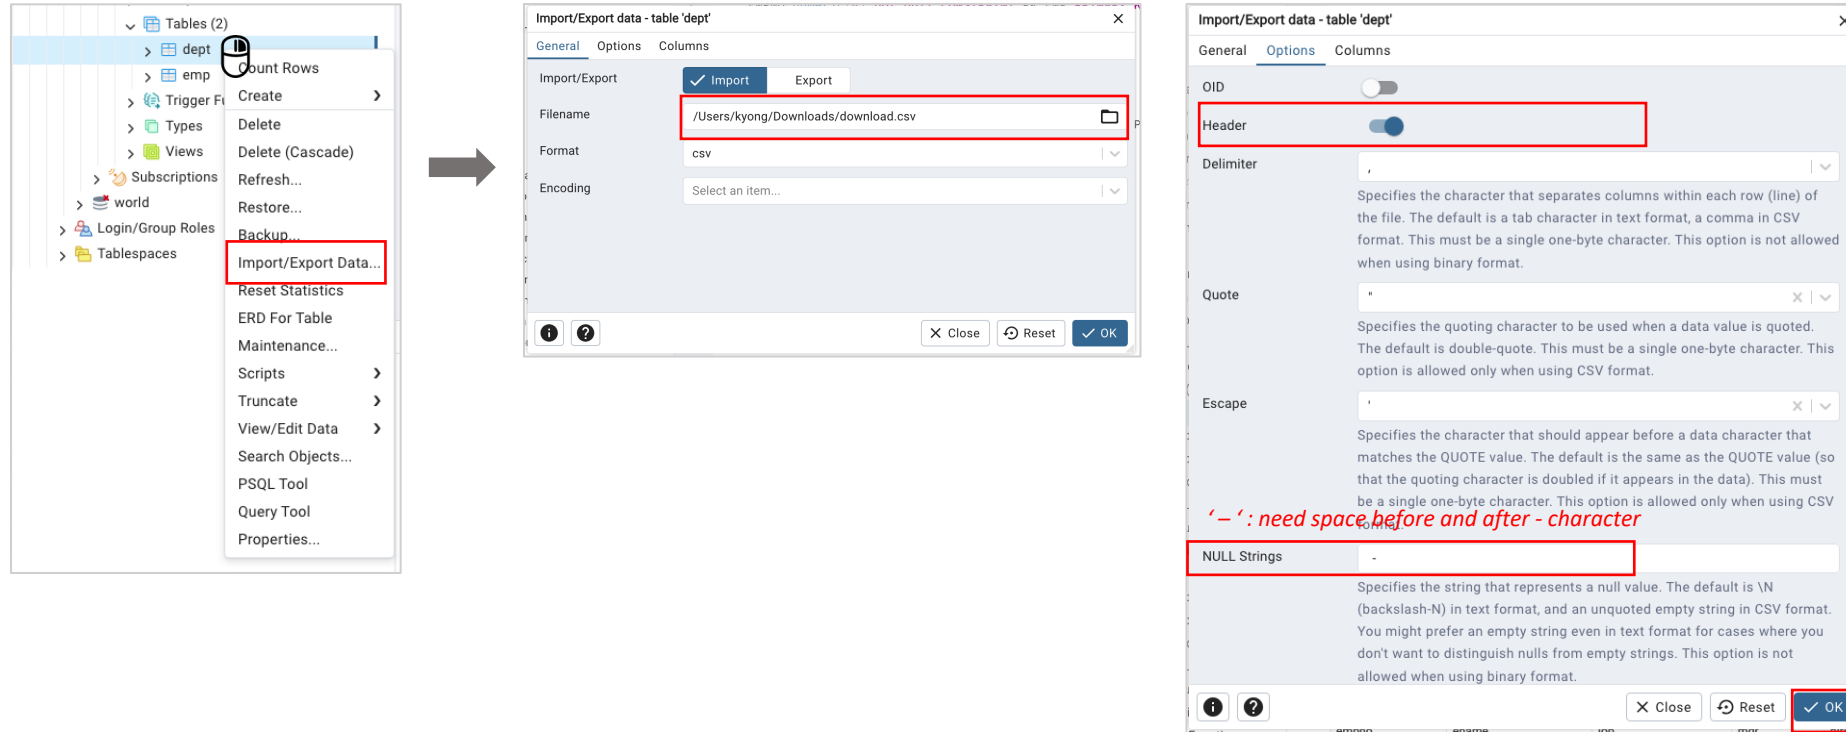 Tables (2)
dept
emp
Trigger Fu
Types
Views
Subscriptions
world
Login/Group Roles
Tablespaces
Count Rows
Create
Delete
Delete (Cascade)
Refresh...
Restore...
Backup...
Import/Export Data...
Reset Statistics
ERD For Table
Maintenance...
Scripts
Truncate
View/Edit Data
Search Objects...
PSQL Tool
Query Tool
Properties...
Import/Export data - table 'dept'
General Options Columns
Import/Export Import Export
Filename /Users/kyong/Downloads/download.csv
Format csv
Encoding Select an item...
Close Reset OK
Import/Export data - table 'dept'
General Options Columns
OID
Header
Delimiter ,
Specifies the character that separates columns within each row (line) of
the file. The default is a tab character in text format, a comma in CSV
format. This must be a single one-byte character. This option is not allowed
when using binary format.
Quote "
Specifies the quoting character to be used when a data value is quoted.
The default is double-quote. This must be a single one-byte character. This
option is allowed only when using CSV format.
Escape '
Specifies the character that should appear before a data character that
matches the QUOTE value. The default is the same as the QUOTE value (so
that the quoting character is doubled if it appears in the data). This must
be a single one-byte character. This option is allowed only when using CSV
format.
‘ – ‘ : need space before and after - character
NULL Strings -
Specifies the string that represents a null value. The default is \N
(backslash-N) in text format, and an unquoted empty string in CSV format.
You might prefer an empty string even in text format for cases where you
don't want to distinguish nulls from empty strings. This option is not
allowed when using binary format.
Close Reset OK